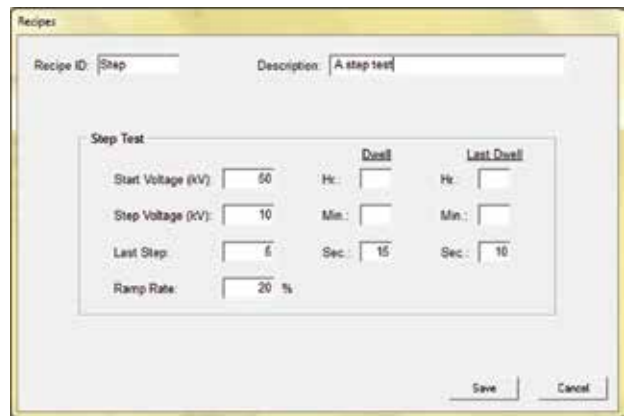 Recipes
Recipe ID: Step Description: A step test
Step Test
Dwell Last Dwell
Start Voltage (kV): 50 Hr.: Hr.:
Step Voltage (kV): 10 Min.: Min.:
Last Step: 5 Sec.: 15 Sec.: 10
Ramp Rate: 20 %
Save Cancel